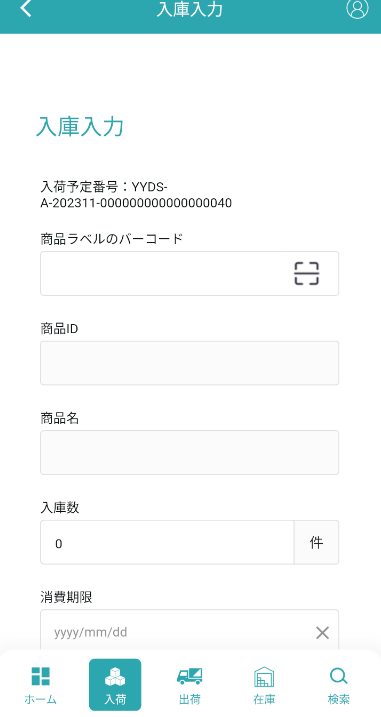 入庫入力
入庫入力
入荷予定番号：YYDS-
A-202311-000000000000000040
商品ラベルのバーコード
商品ID
商品名
入庫数
0
件
消費期限
yyyy/mm/dd
ホーム
入荷
出荷
在庫
検索